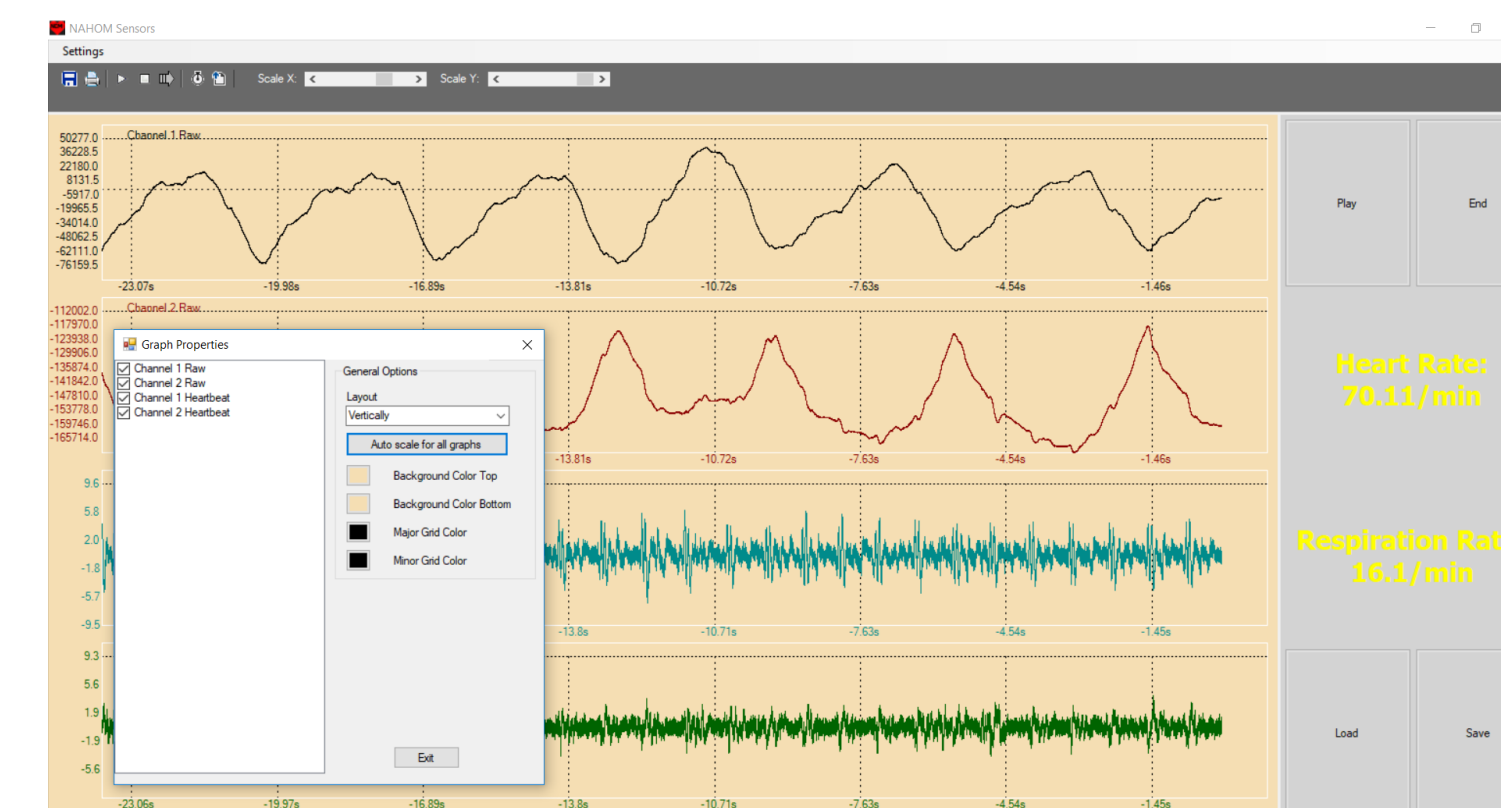 NAHOM Sensors
Settings
Scale X:
Scale Y:
Channel 1 Raw
50277.0
36228.5
22180.0
8131.5
-5917.0
-19965.5
-34014.0
-48062.5
-62111.0
-76159.5
-23.07s -19.98s -16.89s -13.81s -10.72s -7.63s -4.54s -1.46s
Channel 2 Raw
-112002.0
-117970.0
-123938.0
-129906.0
-135874.0
-141842.0
-147810.0
-153778.0
-159746.0
-165714.0
-13.81s -10.72s -7.63s -4.54s -1.46s
9.6
5.8
2.0
-1.8
-5.7
-9.5
-13.8s -10.71s -7.63s -4.54s -1.45s
9.3
5.6
1.9
-1.9
-5.6
-23.06s -19.97s -16.89s -13.8s -10.71s -7.63s -4.54s -1.45s
Graph Properties
Channel 1 Raw
Channel 2 Raw
Channel 1 Heartbeat
Channel 2 Heartbeat
General Options
Layout
Vertically
Auto scale for all graphs
Background Color Top
Background Color Bottom
Major Grid Color
Minor Grid Color
Exit
Play
End
Heart Rate:
70.11/min
Respiration Rat
16.1/min
Load
Save